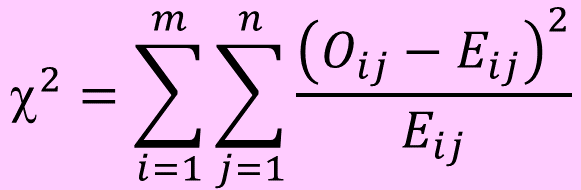 χ² = ∑_{i=1}^{m} ∑_{j=1}^{n} (O_{ij} − E_{ij})² / E_{ij}